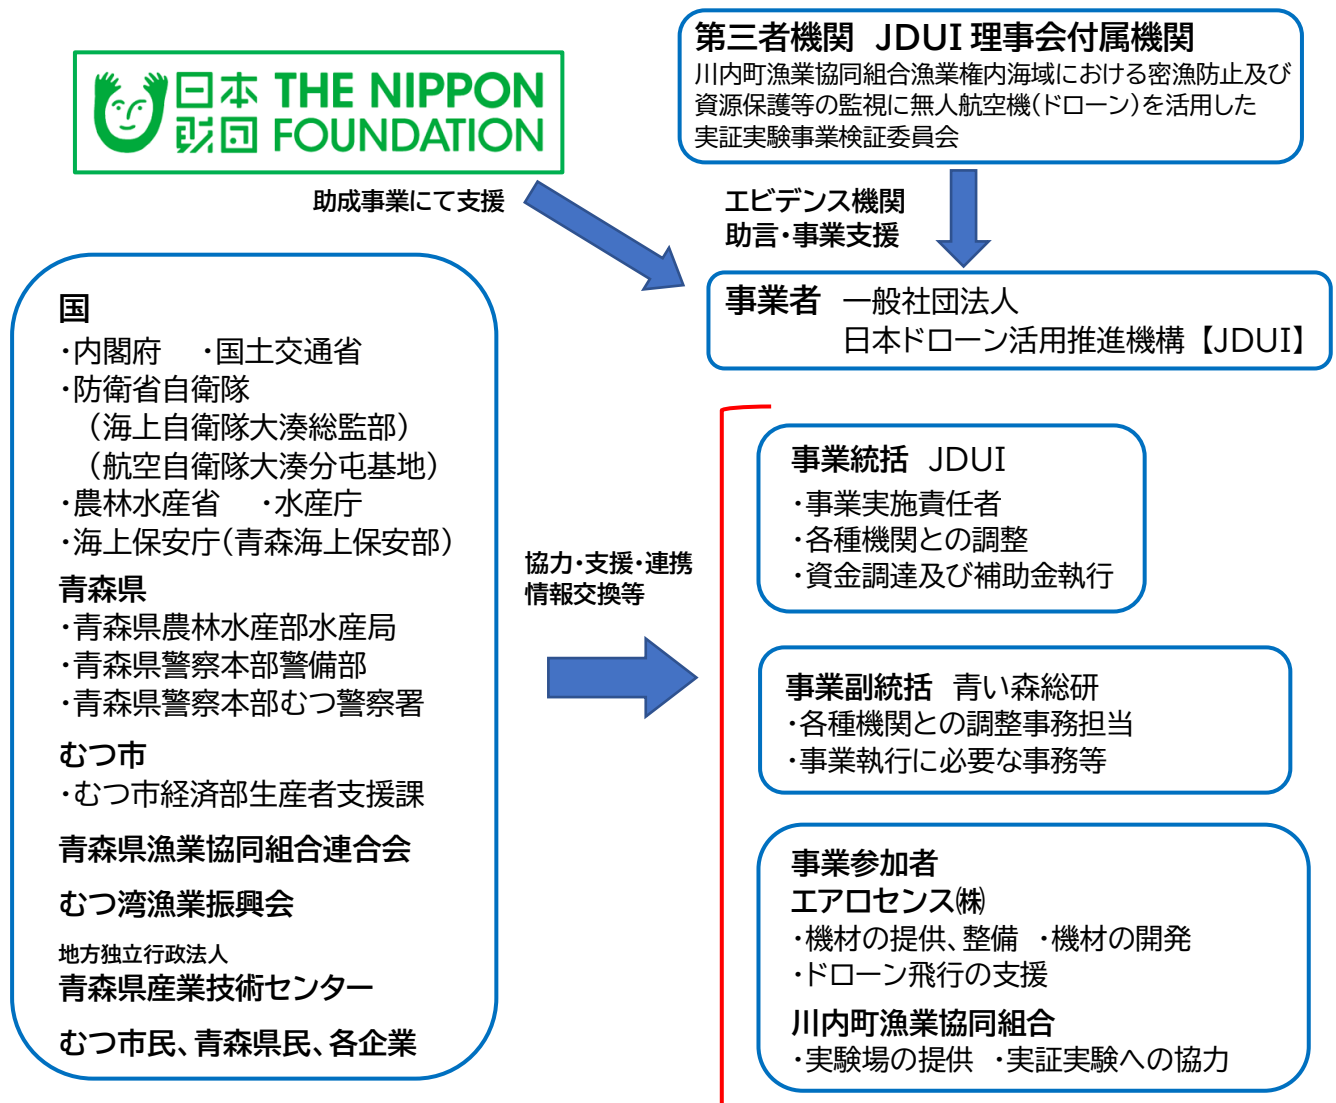 日本 THE NIPPON
財団 FOUNDATION
助成事業にて支援
第三者機関 JDUI 理事会付属機関
川内町漁業協同組合漁業権内海域における密漁防止及び
資源保護等の監視に無人航空機(ドローン)を活用した
実証実験事業検証委員会
エビデンス機関
助言・事業支援
事業者 一般社団法人
日本ドローン活用推進機構【JDUI】
国
・内閣府 ・国土交通省
・防衛省自衛隊
(海上自衛隊大湊総監部)
(航空自衛隊大湊分屯基地)
・農林水産省 ・水産庁
・海上保安庁(青森海上保安部)
青森県
・青森県農林水産部水産局
・青森県警察本部警備部
・青森県警察本部むつ警察署
むつ市
・むつ市経済部生産者支援課
青森県漁業協同組合連合会
むつ湾漁業振興会
地方独立行政法人
青森県産業技術センター
むつ市民、青森県民、各企業
協力・支援・連携
情報交換等
事業統括 JDUI
・事業実施責任者
・各種機関との調整
・資金調達及び補助金執行
事業副統括 青い森総研
・各種機関との調整事務担当
・事業執行に必要な事務等
事業参加者
エアロセンス㈱
・機材の提供、整備 ・機材の開発
・ドローン飛行の支援
川内町漁業協同組合
・実験場の提供 ・実証実験への協力